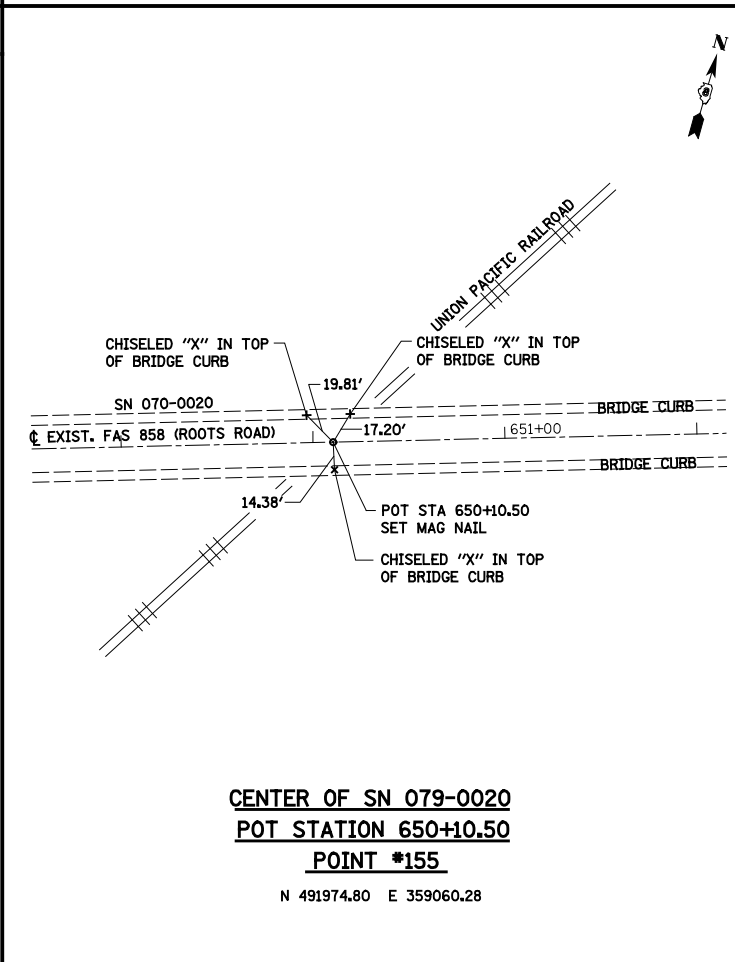 N
UNION PACIFIC RAILROAD
CHISELED "X" IN TOP
OF BRIDGE CURB
CHISELED "X" IN TOP
OF BRIDGE CURB
19.81'
SN 070-0020
BRIDGE CURB
17.20'
℄ EXIST. FAS 858 (ROOTS ROAD)
651+00
BRIDGE CURB
14.38'
POT STA 650+10.50
SET MAG NAIL
CHISELED "X" IN TOP
OF BRIDGE CURB
CENTER OF SN 079-0020
POT STATION 650+10.50
POINT #155
N 491974.80 E 359060.28